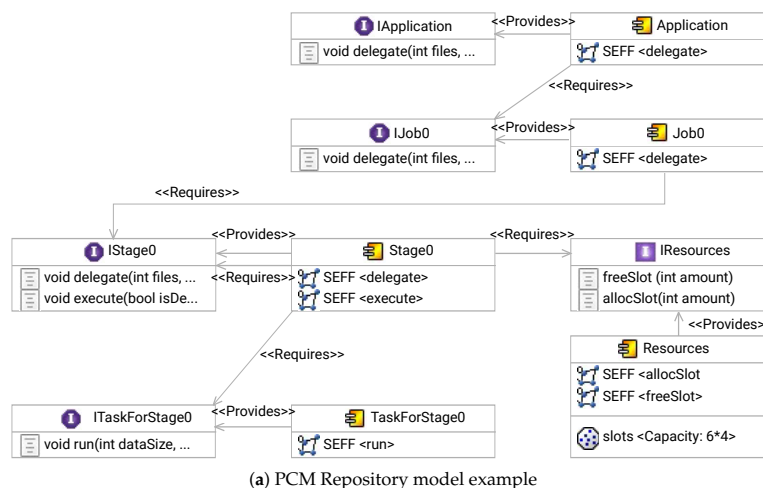 IApplication
void delegate(int files, ...
<<Provides>>
Application
SEFF <delegate>
<<Requires>>
IJob0
void delegate(int files, ...
<<Provides>>
Job0
SEFF <delegate>
<<Requires>>
IStage0
void delegate(int files, ...
void execute(bool isDe...
<<Provides>>
<<Requires>>
Stage0
SEFF <delegate>
SEFF <execute>
<<Requires>>
IResources
freeSlot (int amount)
allocSlot(int amount)
<<Provides>
Resources
SEFF <allocSlot
SEFF <freeSlot>
slots <Capacity: 6*4>
<<Requires>>
ITaskForStage0
void run(int dataSize, ...
<<Provides>>
TaskForStage0
SEFF <run>
(a) PCM Repository model example